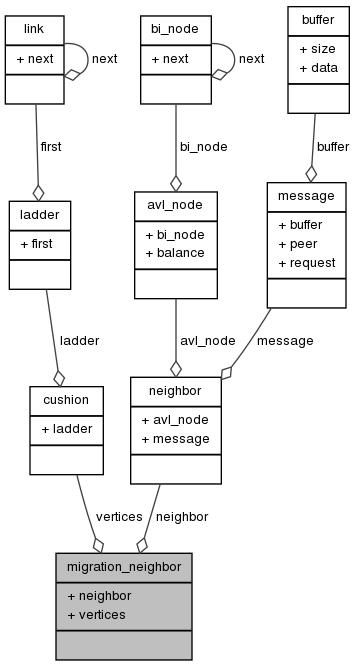 link
+ next
next
bi_node
+ next
next
buffer
+ size
+ data
first
bi_node
buffer
ladder
+ first
avl_node
+ bi_node
+ balance
message
+ buffer
+ peer
+ request
ladder
avl_node
message
cushion
+ ladder
neighbor
+ avl_node
+ message
vertices
neighbor
migration_neighbor
+ neighbor
+ vertices